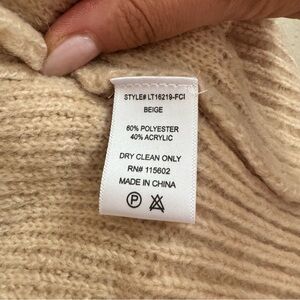 STYLE# LT16219-FCI
BEIGE
60% POLYESTER
40% ACRYLIC
DRY CLEAN ONLY
RN# 115602
MADE IN CHINA
P A